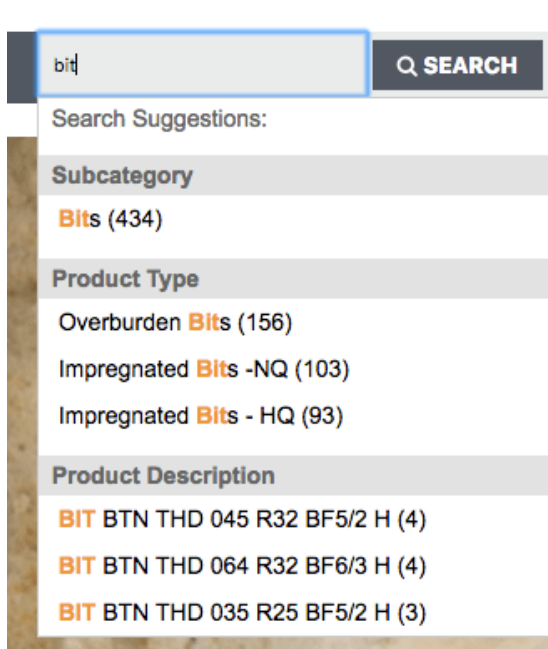 bit
SEARCH
Search Suggestions:
Subcategory
Bits (434)
Product Type
Overburden Bits (156)
Impregnated Bits -NQ (103)
Impregnated Bits - HQ (93)
Product Description
BIT BTN THD 045 R32 BF5/2 H (4)
BIT BTN THD 064 R32 BF6/3 H (4)
BIT BTN THD 035 R25 BF5/2 H (3)